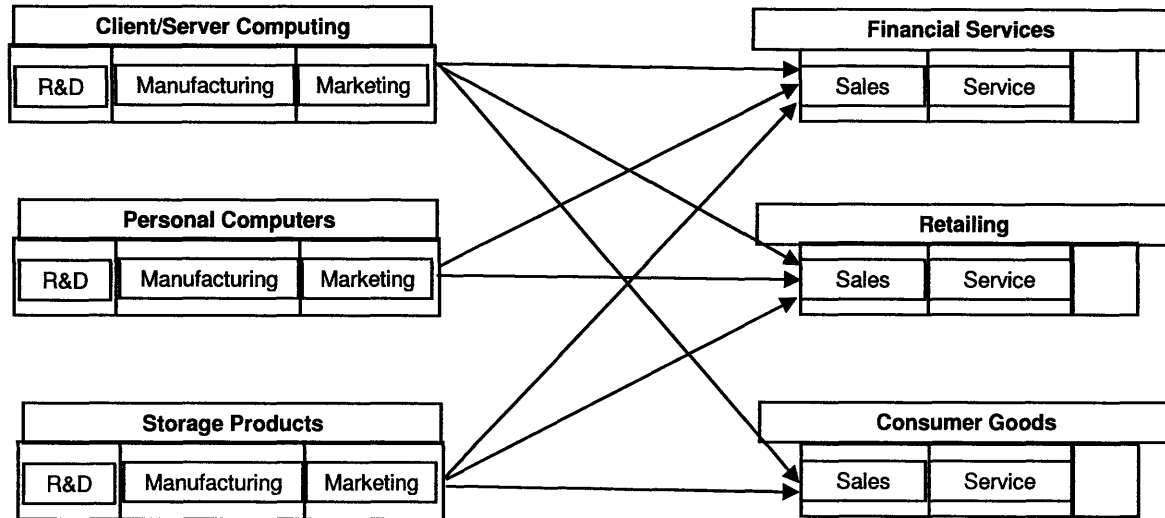 Client/Server Computing
R&D Manufacturing Marketing
Financial Services
Sales Service
Personal Computers
R&D Manufacturing Marketing
Retailing
Sales Service
Storage Products
R&D Manufacturing Marketing
Consumer Goods
Sales Service